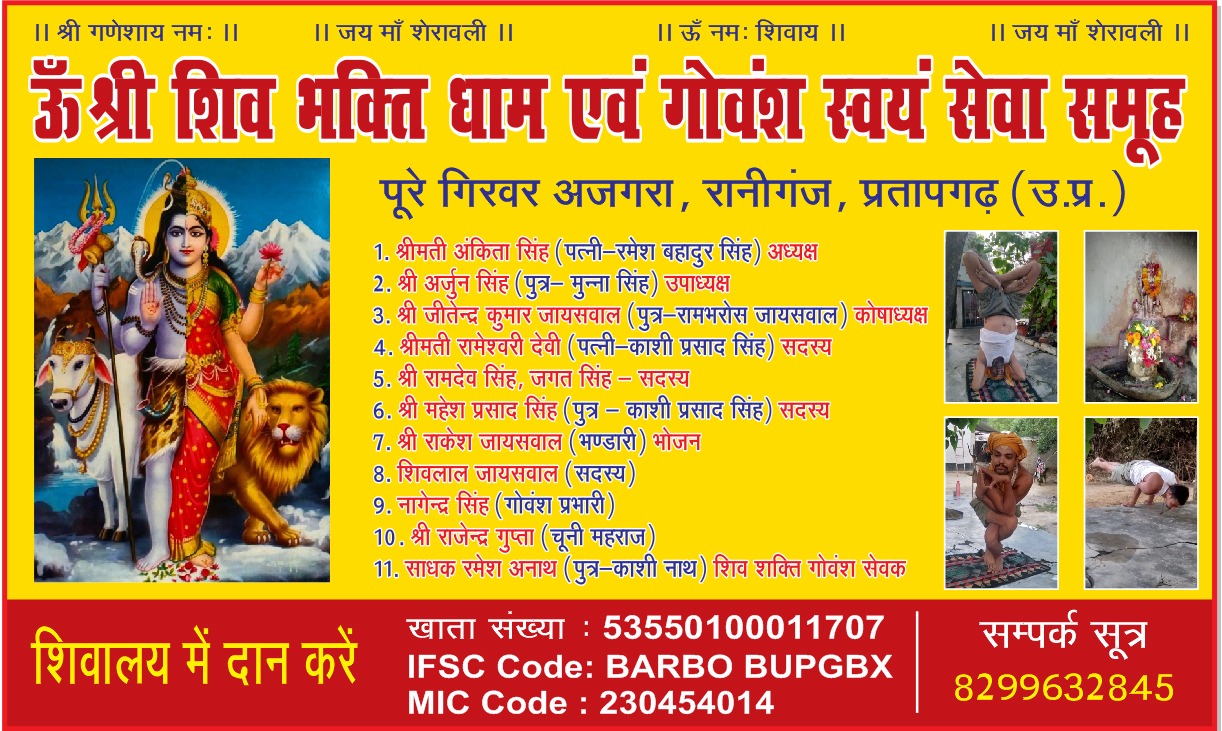 ।। श्री गणेशाय नमः ।। ।। जय माँ शेरावली ।। ।। ऊँ नमः शिवाय ।। ।। जय माँ शेरावली ।।
ऊँ श्री शिव भक्ति धाम एवं गोवंश स्वयं सेवा समूह
पूरे गिरवर अजगरा, रानीगंज, प्रतापगढ़ (उ.प्र.)
1. श्रीमती अंकिता सिंह (पत्नी–रमेश बहादुर सिंह) अध्यक्ष
2. श्री अर्जुन सिंह (पुत्र– मुन्ना सिंह) उपाध्यक्ष
3. श्री जीतेन्द्र कुमार जायसवाल (पुत्र–रामभरोस जायसवाल) कोषाध्यक्ष
4. श्रीमती रामेश्वरी देवी (पत्नी–काशी प्रसाद सिंह) सदस्य
5. श्री रामदेव सिंह, जगत सिंह – सदस्य
6. श्री महेश प्रसाद सिंह (पुत्र – काशी प्रसाद सिंह) सदस्य
7. श्री राकेश जायसवाल (भण्डारी) भोजन
8. शिवलाल जायसवाल (सदस्य)
9. नागेन्द्र सिंह (गोवंश प्रभारी)
10. श्री राजेन्द्र गुप्ता (चूनी महराज)
11. साधक रमेश अनाथ (पुत्र–काशी नाथ) शिव शक्ति गोवंश सेवक
शिवालय में दान करें
खाता संख्या : 53550100011707
IFSC Code: BARBO BUPGBX
MIC Code : 230454014
सम्पर्क सूत्र
8299632845